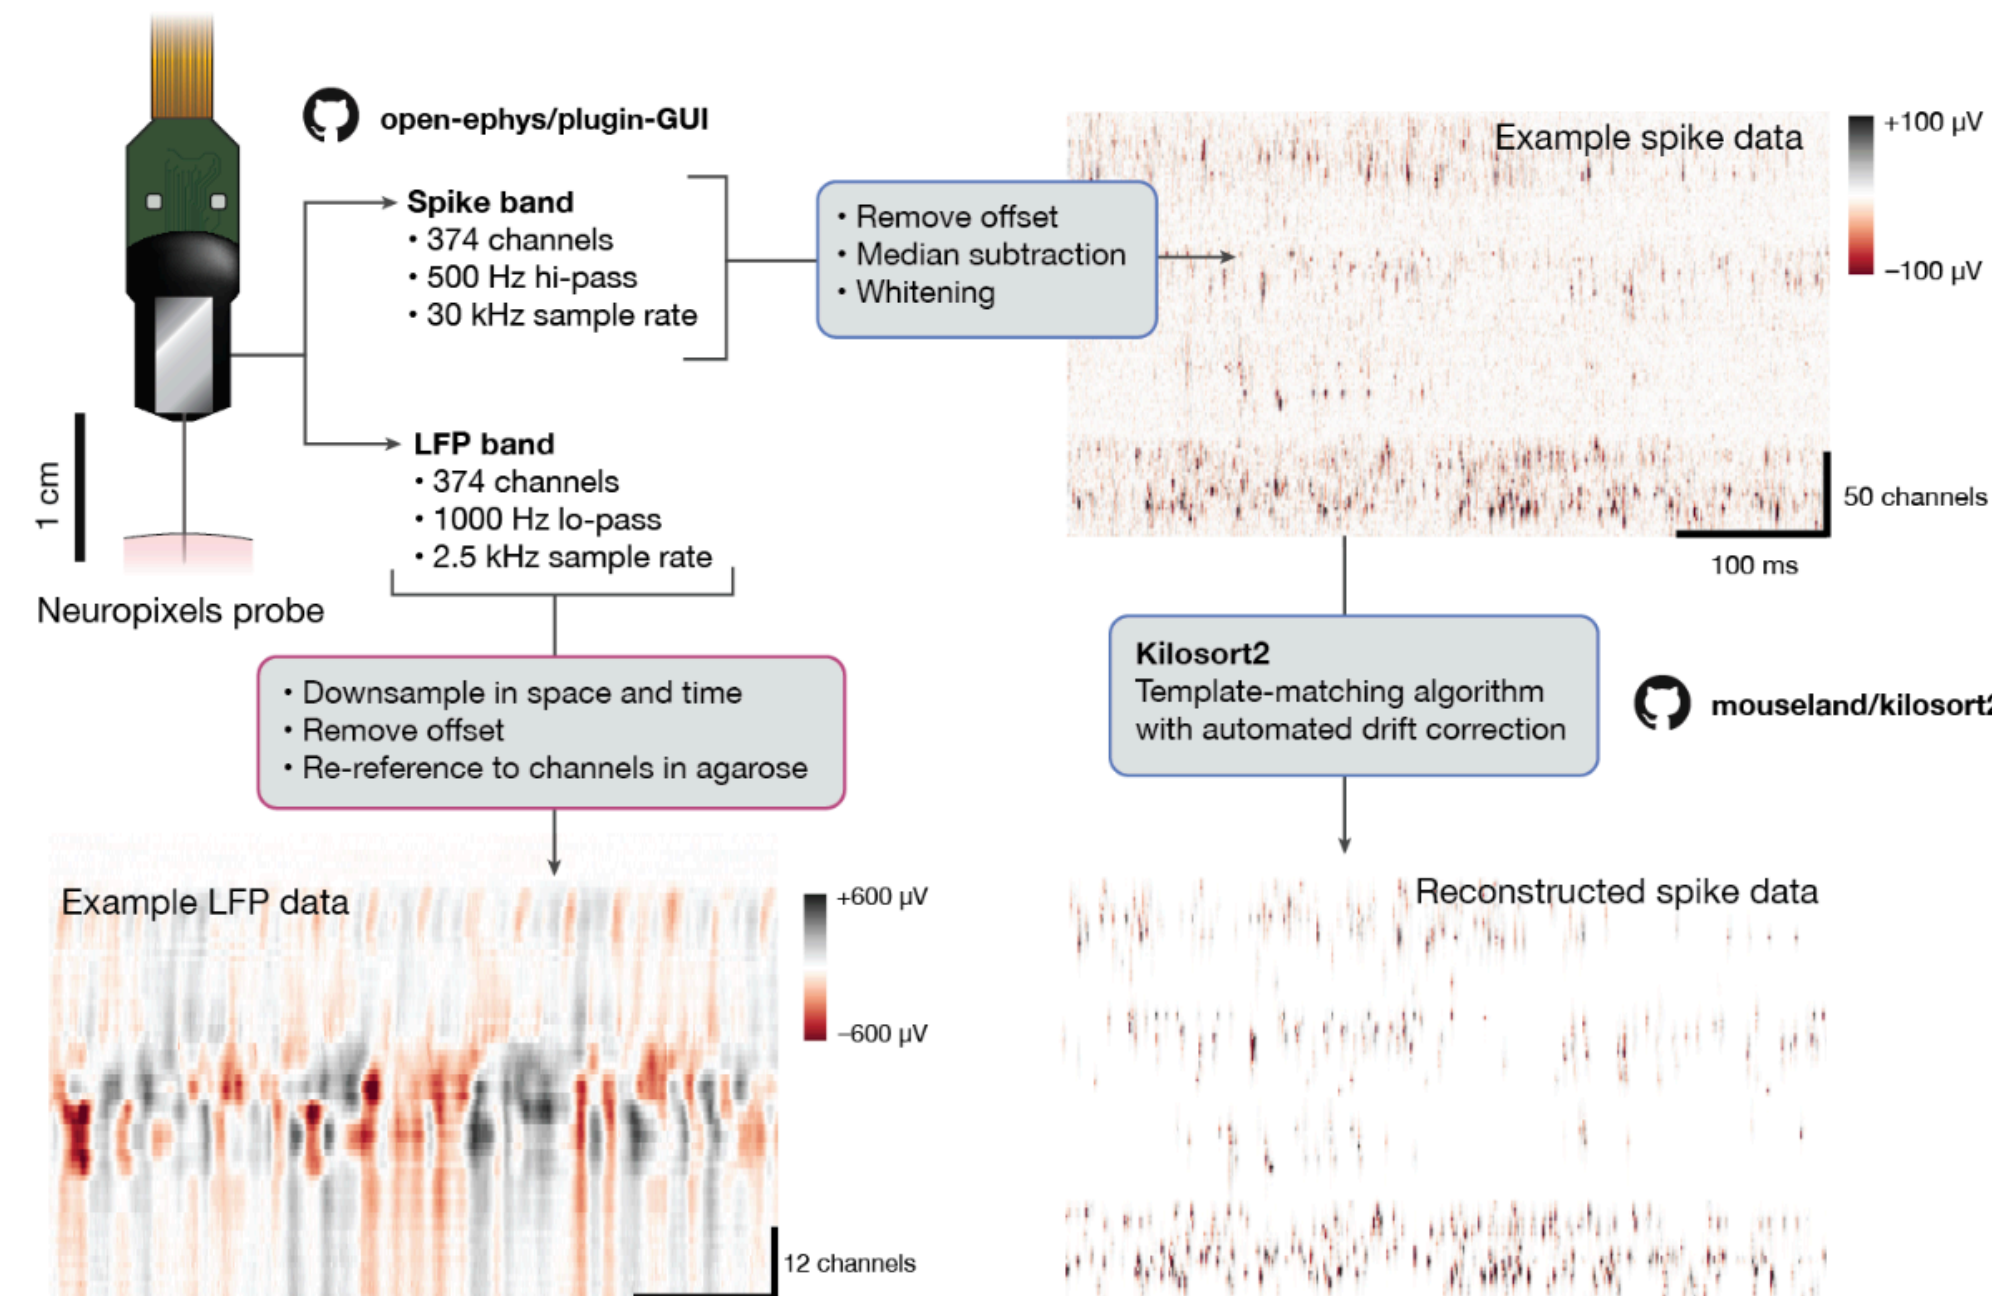 open-ephys/plugin-GUI
Spike band
• 374 channels
• 500 Hz hi-pass
• 30 kHz sample rate
• Remove offset
• Median subtraction
• Whitening
Example spike data
+100 µV
−100 µV
50 channels
100 ms
LFP band
• 374 channels
• 1000 Hz lo-pass
• 2.5 kHz sample rate
1 cm
Neuropixels probe
• Downsample in space and time
• Remove offset
• Re-reference to channels in agarose
Kilosort2
Template-matching algorithm
with automated drift correction
mouseland/kilosort2
Example LFP data
+600 µV
−600 µV
12 channels
Reconstructed spike data